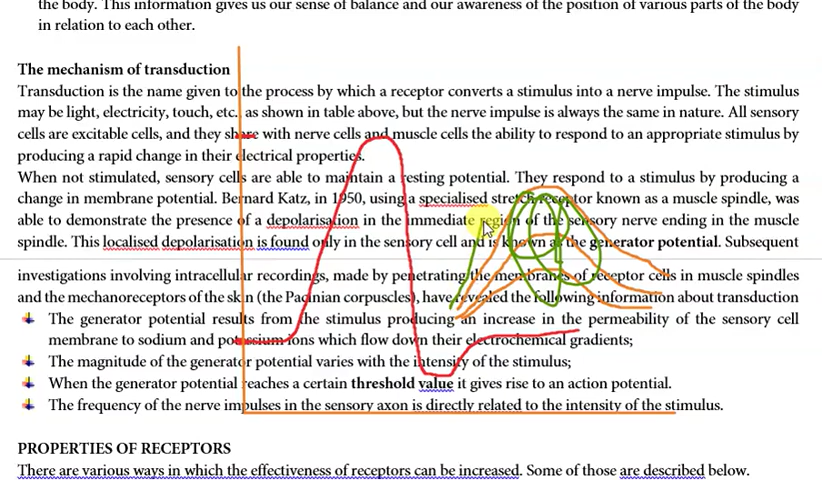 the body. This information gives us our sense of balance and our awareness of the position of various parts of the body
in relation to each other.
The mechanism of transduction
Transduction is the name given to the process by which a receptor converts a stimulus into a nerve impulse. The stimulus
may be light, electricity, touch, etc. as shown in table above, but the nerve impulse is always the same in nature. All sensory
cells are excitable cells, and they share with nerve cells and muscle cells the ability to respond to an appropriate stimulus by
producing a rapid change in their electrical properties.
When not stimulated, sensory cells are able to maintain a resting potential. They respond to a stimulus by producing a
change in membrane potential. Bernard Katz, in 1950, using a specialised stretch receptor known as a muscle spindle, was
able to demonstrate the presence of a depolarisation in the immediate region of the sensory nerve ending in the muscle
spindle. This localised depolarisation is found only in the sensory cell and is known as the generator potential. Subsequent
investigations involving intracellular recordings, made by penetrating the membranes of receptor cells in muscle spindles
and the mechanoreceptors of the skin (the Pacinian corpuscles), have revealed the following information about transduction
The generator potential results from the stimulus producing an increase in the permeability of the sensory cell
membrane to sodium and potassium ions which flow down their electrochemical gradients;
The magnitude of the generator potential varies with the intensity of the stimulus;
When the generator potential reaches a certain threshold value it gives rise to an action potential.
The frequency of the nerve impulses in the sensory axon is directly related to the intensity of the stimulus.
PROPERTIES OF RECEPTORS
There are various ways in which the effectiveness of receptors can be increased. Some of those are described below.